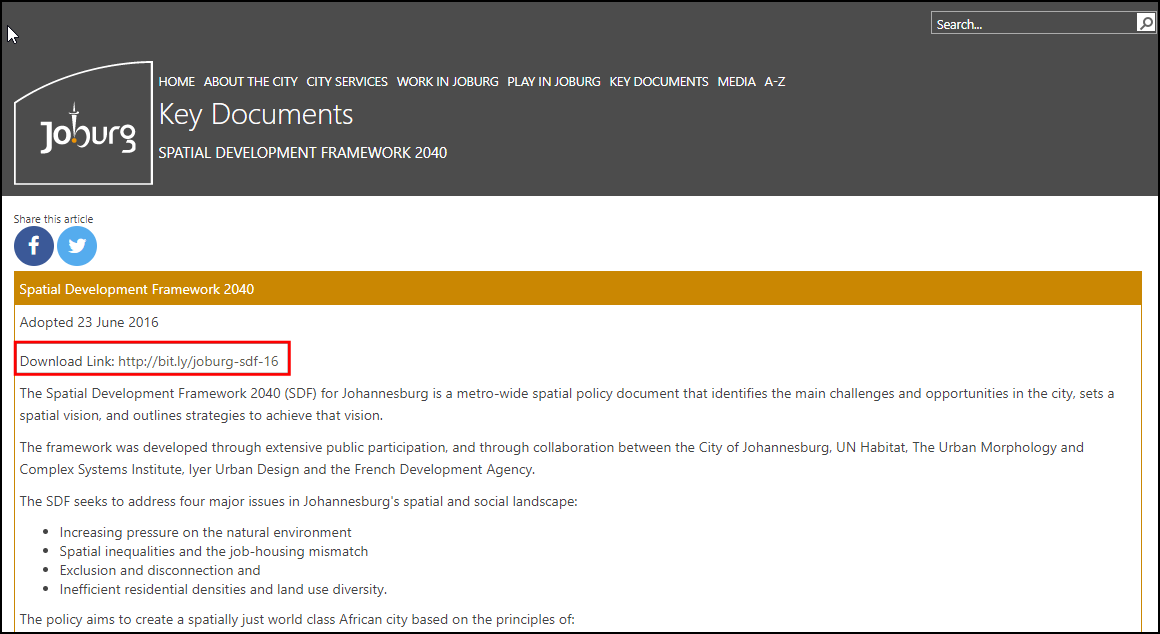 Search...
HOME ABOUT THE CITY CITY SERVICES WORK IN JOBURG PLAY IN JOBURG KEY DOCUMENTS MEDIA A-Z
Joburg
Key Documents
SPATIAL DEVELOPMENT FRAMEWORK 2040
Share this article
Spatial Development Framework 2040
Adopted 23 June 2016
Download Link: http://bit.ly/joburg-sdf-16
The Spatial Development Framework 2040 (SDF) for Johannesburg is a metro-wide spatial policy document that identifies the main challenges and opportunities in the city, sets a
spatial vision, and outlines strategies to achieve that vision.
The framework was developed through extensive public participation, and through collaboration between the City of Johannesburg, UN Habitat, The Urban Morphology and
Complex Systems Institute, Iyer Urban Design and the French Development Agency.
The SDF seeks to address four major issues in Johannesburg's spatial and social landscape:
• Increasing pressure on the natural environment
• Spatial inequalities and the job-housing mismatch
• Exclusion and disconnection and
• Inefficient residential densities and land use diversity.
The policy aims to create a spatially just world class African city based on the principles of: